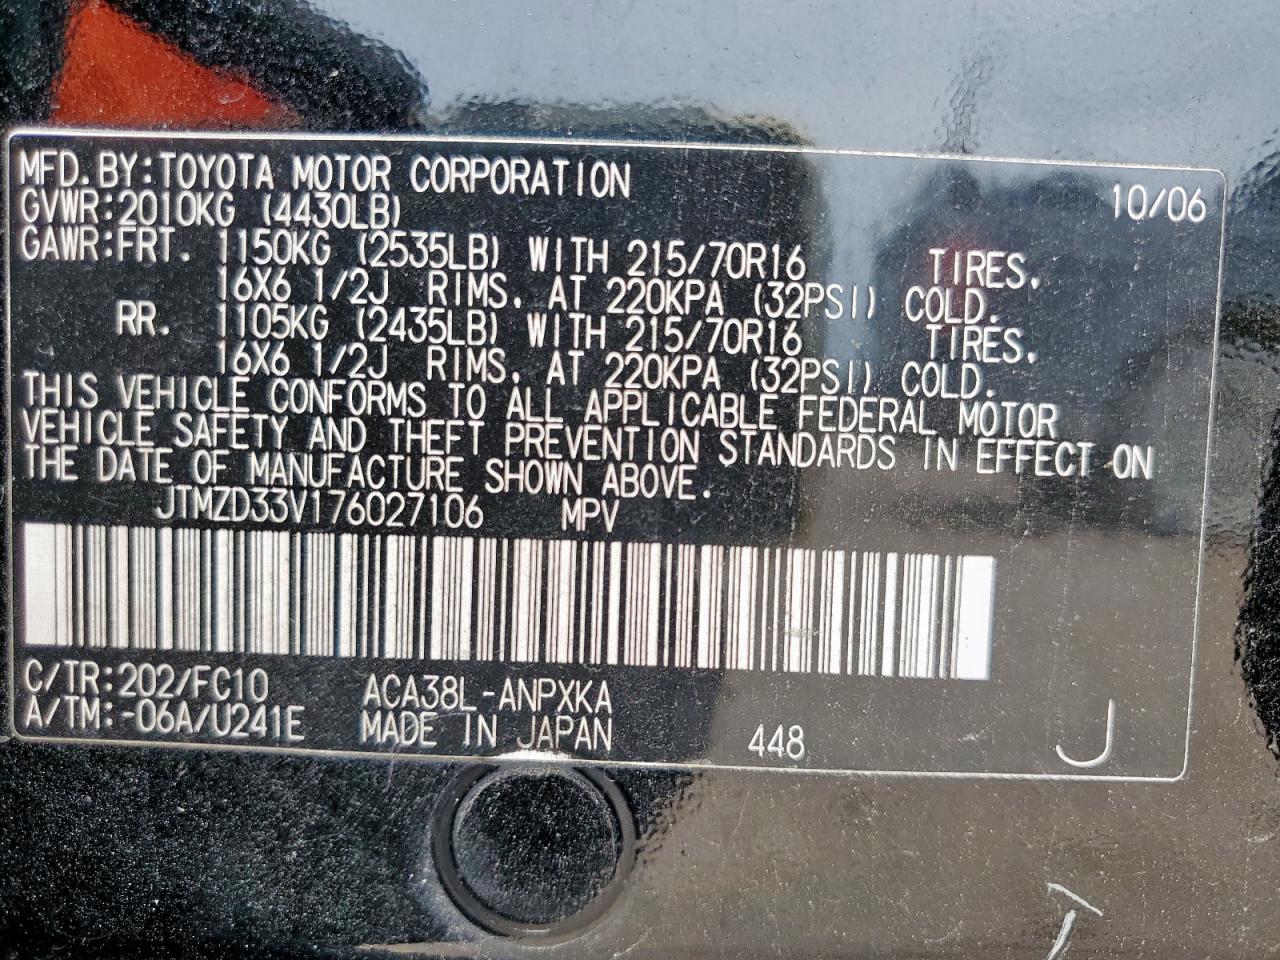 MFD.BY:TOYOTA MOTOR CORPORATION 10/06
GVWR:2010KG (4430LB)
GAWR:FRT. 1150KG (2535LB) WITH 215/70R16 TIRES.
16X6 1/2J RIMS. AT 220KPA (32PSI) COLD.
RR. 1105KG (2435LB) WITH 215/70R16 TIRES.
16X6 1/2J RIMS. AT 220KPA (32PSI) COLD.
THIS VEHICLE CONFORMS TO ALL APPLICABLE FEDERAL MOTOR
VEHICLE SAFETY AND THEFT PREVENTION STANDARDS IN EFFECT ON
THE DATE OF MANUFACTURE SHOWN ABOVE.
JTMZD33V176027106 MPV
C/TR:202/FC10 ACA38L-ANPXKA
A/TM:-06A/U241E MADE IN JAPAN 448 J